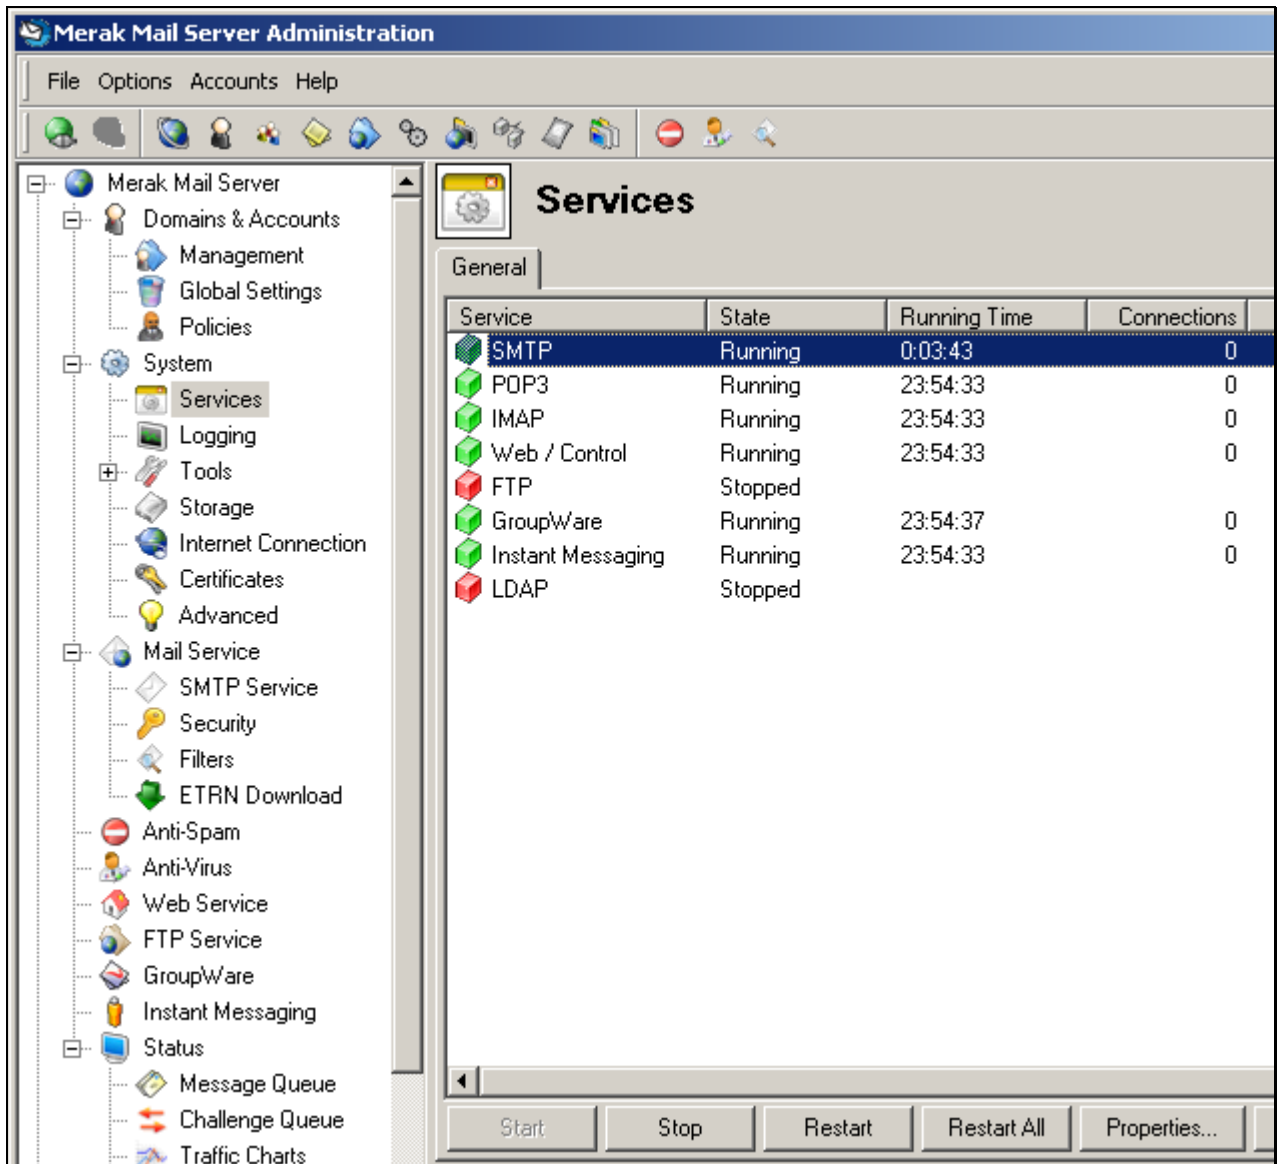 Merak Mail Server Administration
File Options Accounts Help
Merak Mail Server
Domains & Accounts
Management
Global Settings
Policies
System
Services
Logging
Tools
Storage
Internet Connection
Certificates
Advanced
Mail Service
SMTP Service
Security
Filters
ETRN Download
Anti-Spam
Anti-Virus
Web Service
FTP Service
GroupWare
Instant Messaging
Status
Message Queue
Challenge Queue
Traffic Charts
Services
General
Service State Running Time Connections
SMTP Running 0:03:43 0
POP3 Running 23:54:33 0
IMAP Running 23:54:33 0
Web / Control Running 23:54:33 0
FTP Stopped
GroupWare Running 23:54:37 0
Instant Messaging Running 23:54:33 0
LDAP Stopped
Start Stop Restart Restart All Properties...